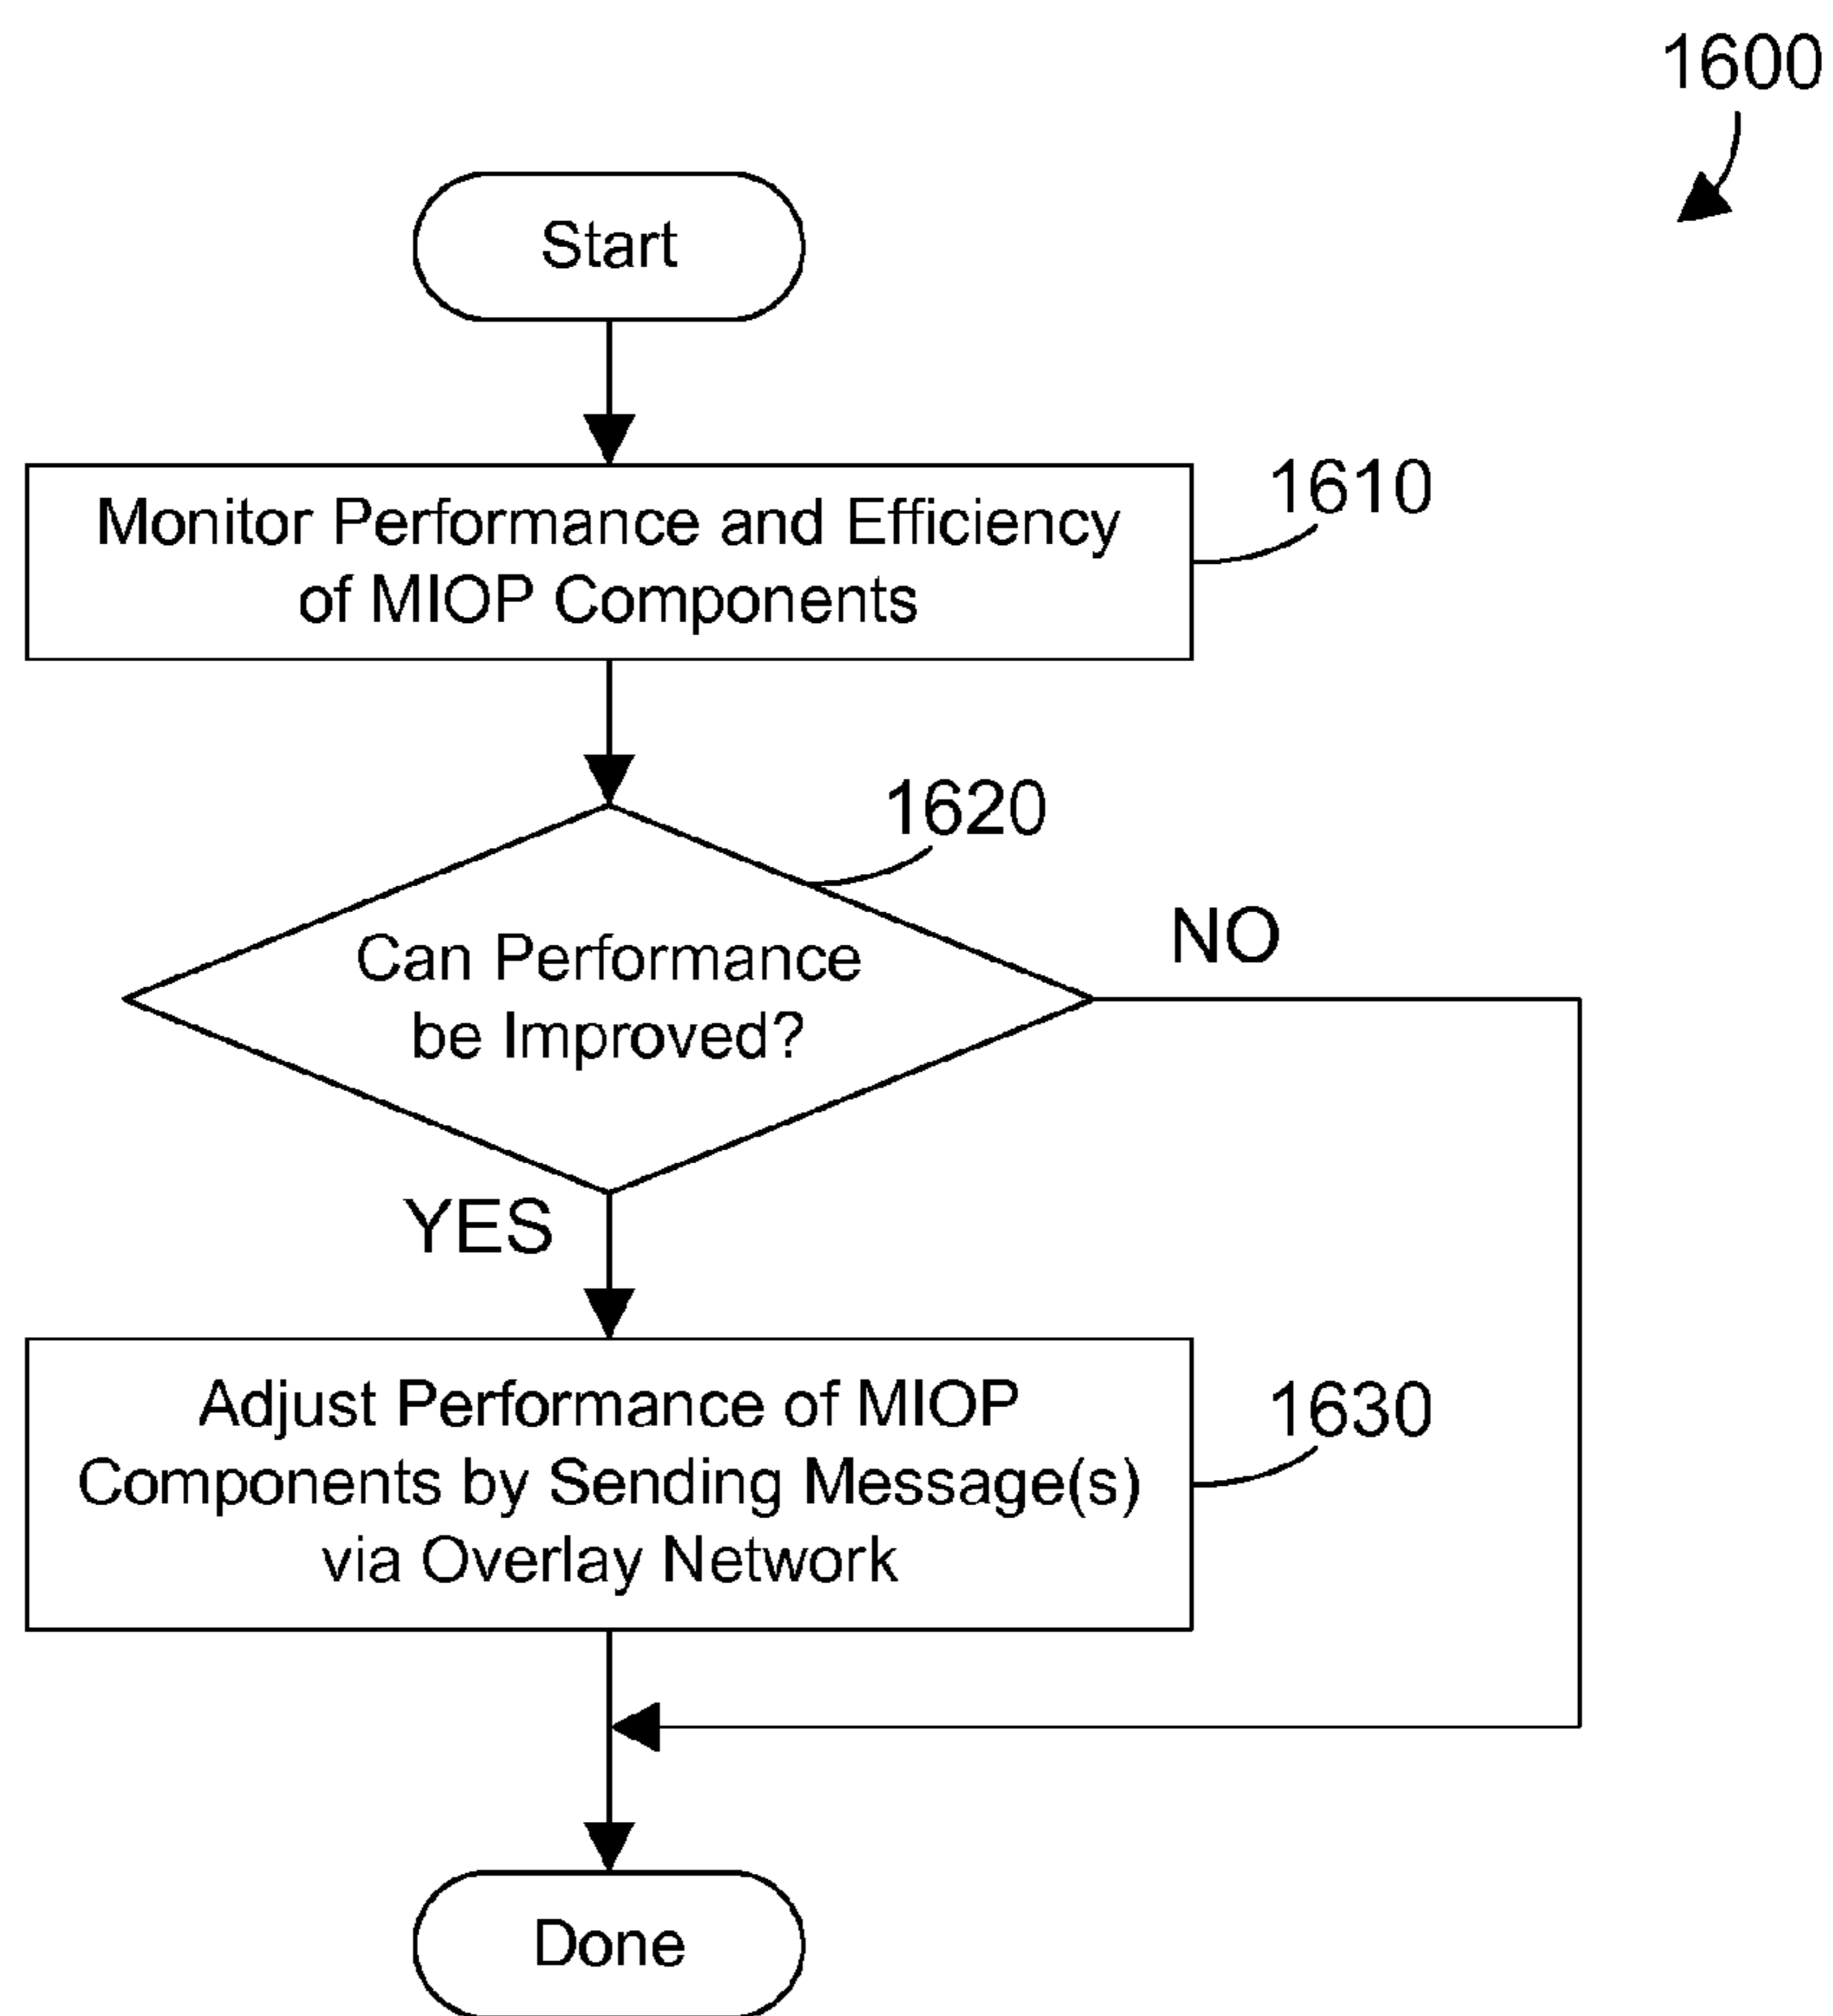 1600
Start
Monitor Performance and Efficiency
of MIOP Components
1610
1620
Can Performance
be Improved?
NO
YES
Adjust Performance of MIOP
Components by Sending Message(s)
via Overlay Network
1630
Done